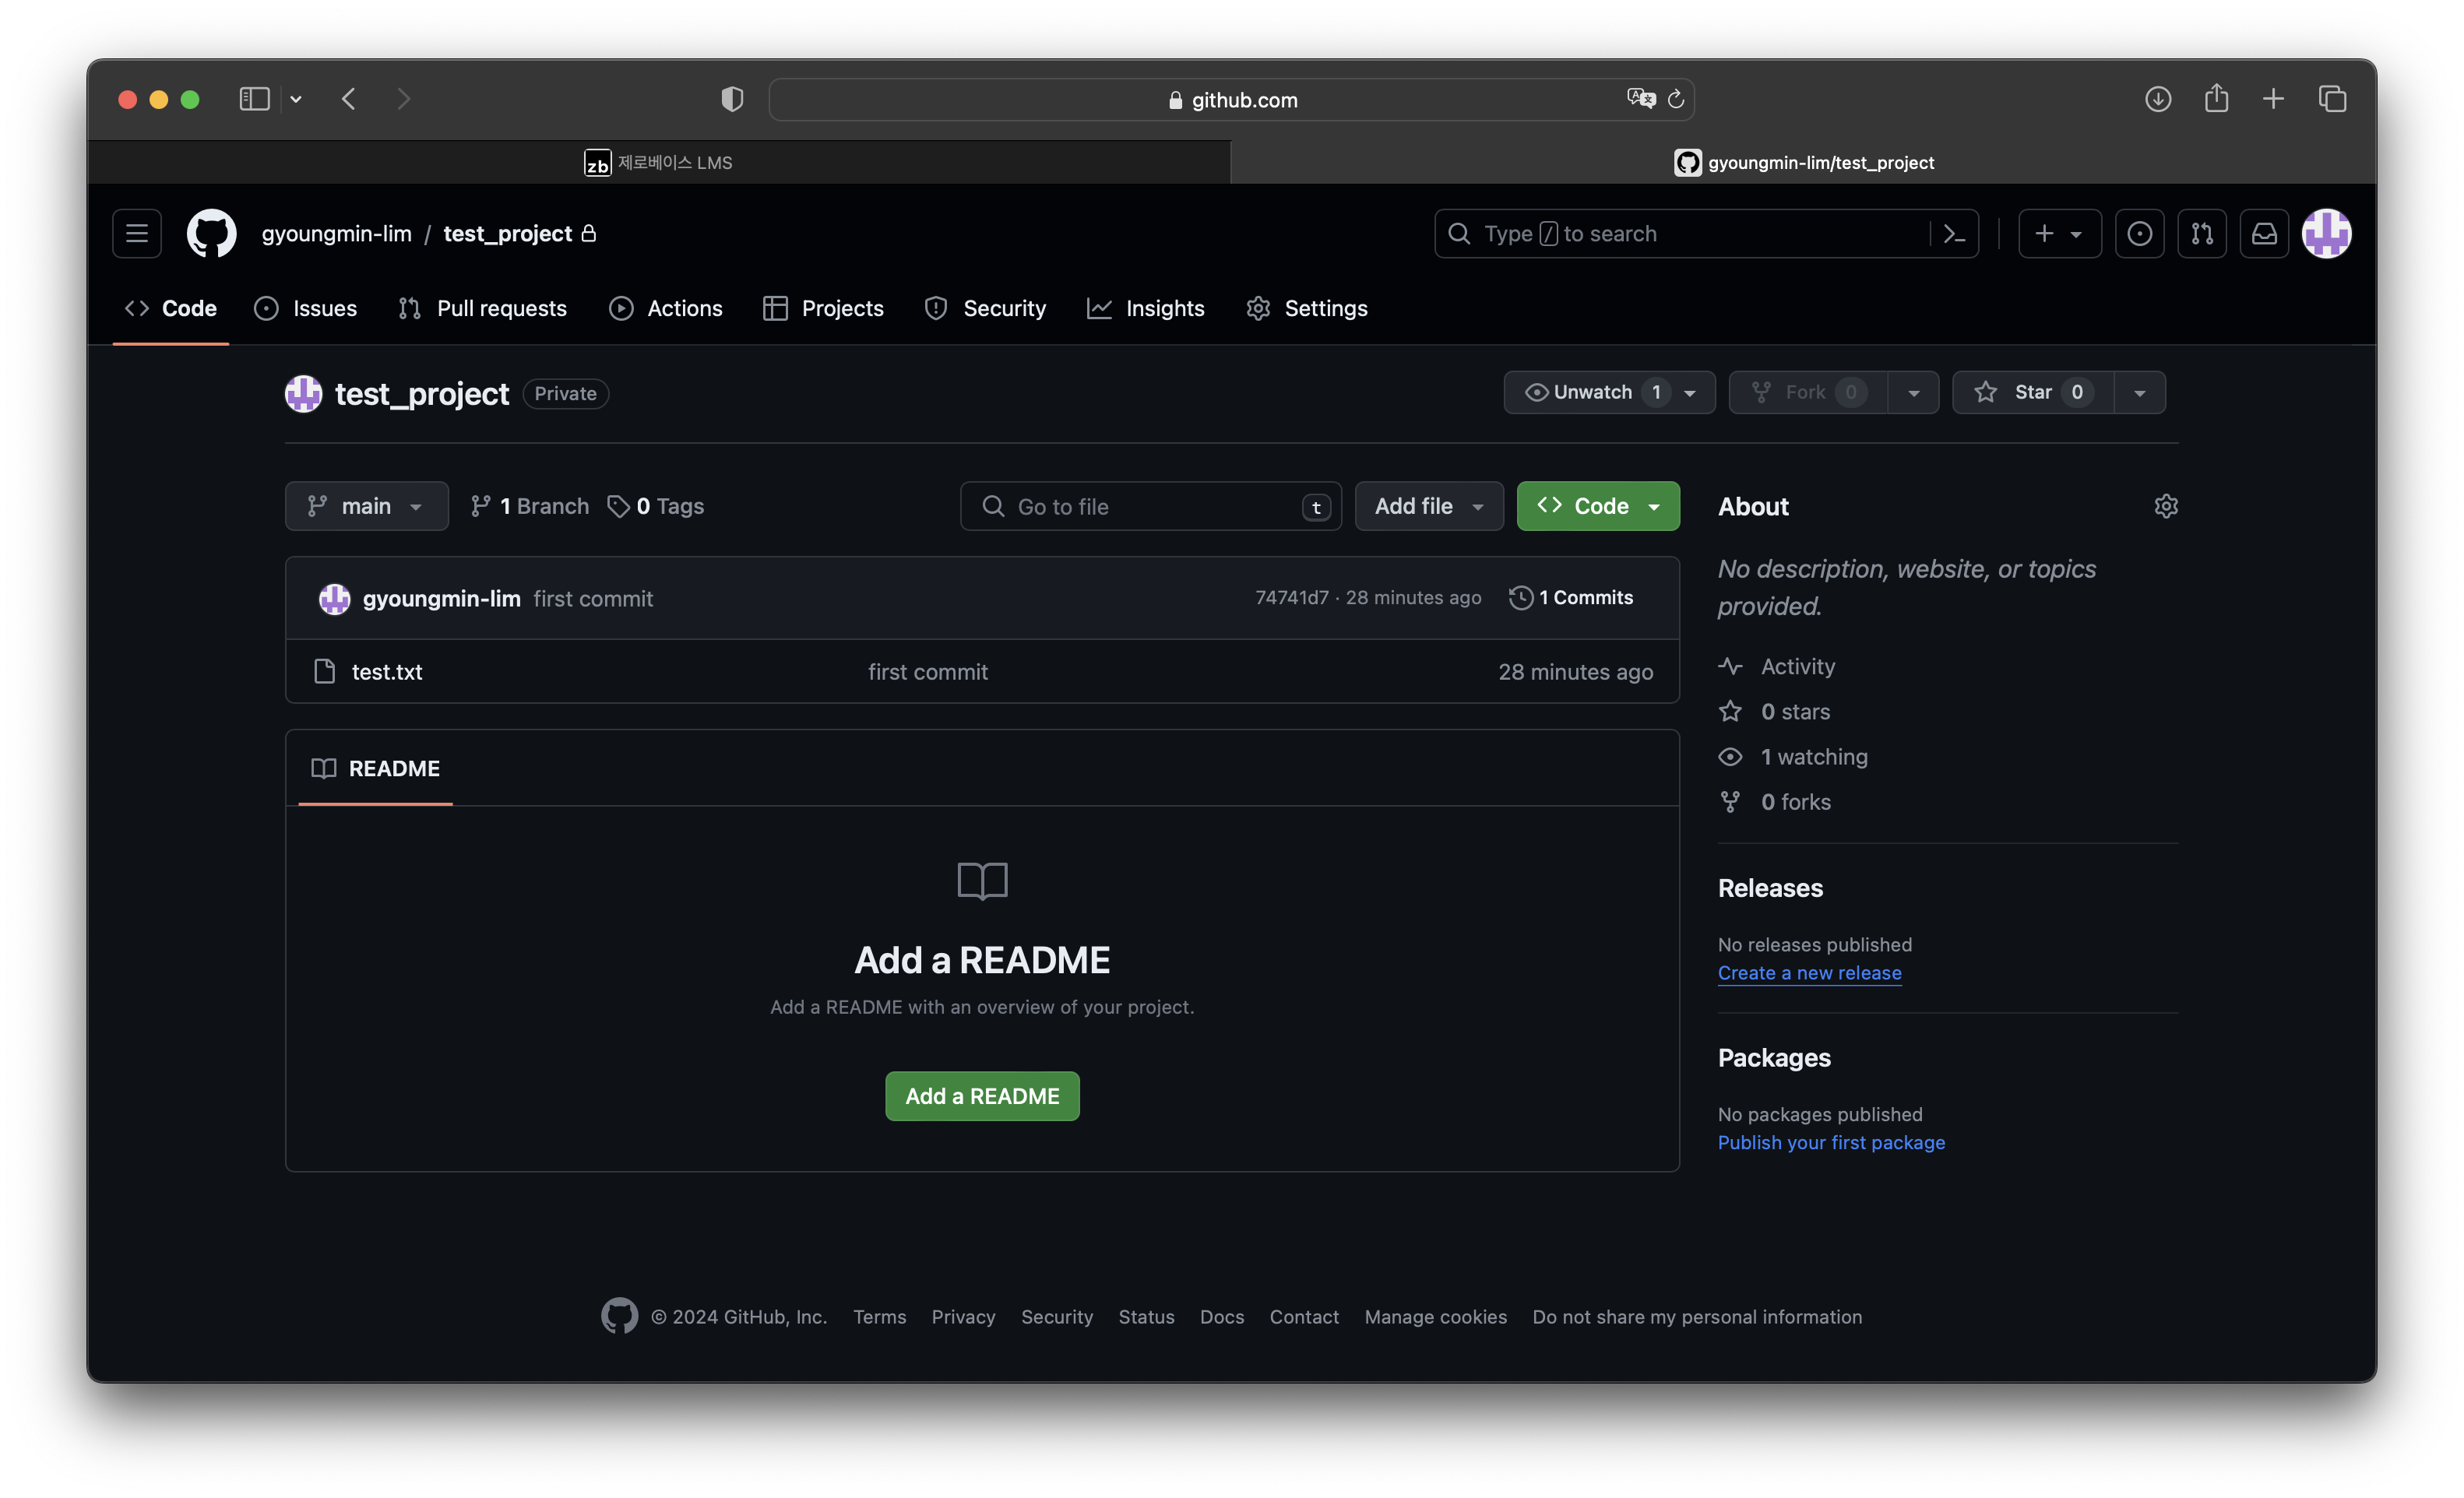 github.com
zb 제로베이스 LMS
gyoungmin-lim/test_project
gyoungmin-lim / test_project
Type / to search
Code Issues Pull requests Actions Projects Security Insights Settings
test_project Private
Unwatch 1 Fork 0 Star 0
main 1 Branch 0 Tags Go to file t Add file Code
gyoungmin-lim first commit 74741d7 · 28 minutes ago 1 Commits
test.txt first commit 28 minutes ago
README
Add a README
Add a README with an overview of your project.
Add a README
About
No description, website, or topics
provided.
Activity
0 stars
1 watching
0 forks
Releases
No releases published
Create a new release
Packages
No packages published
Publish your first package
© 2024 GitHub, Inc. Terms Privacy Security Status Docs Contact Manage cookies Do not share my personal information